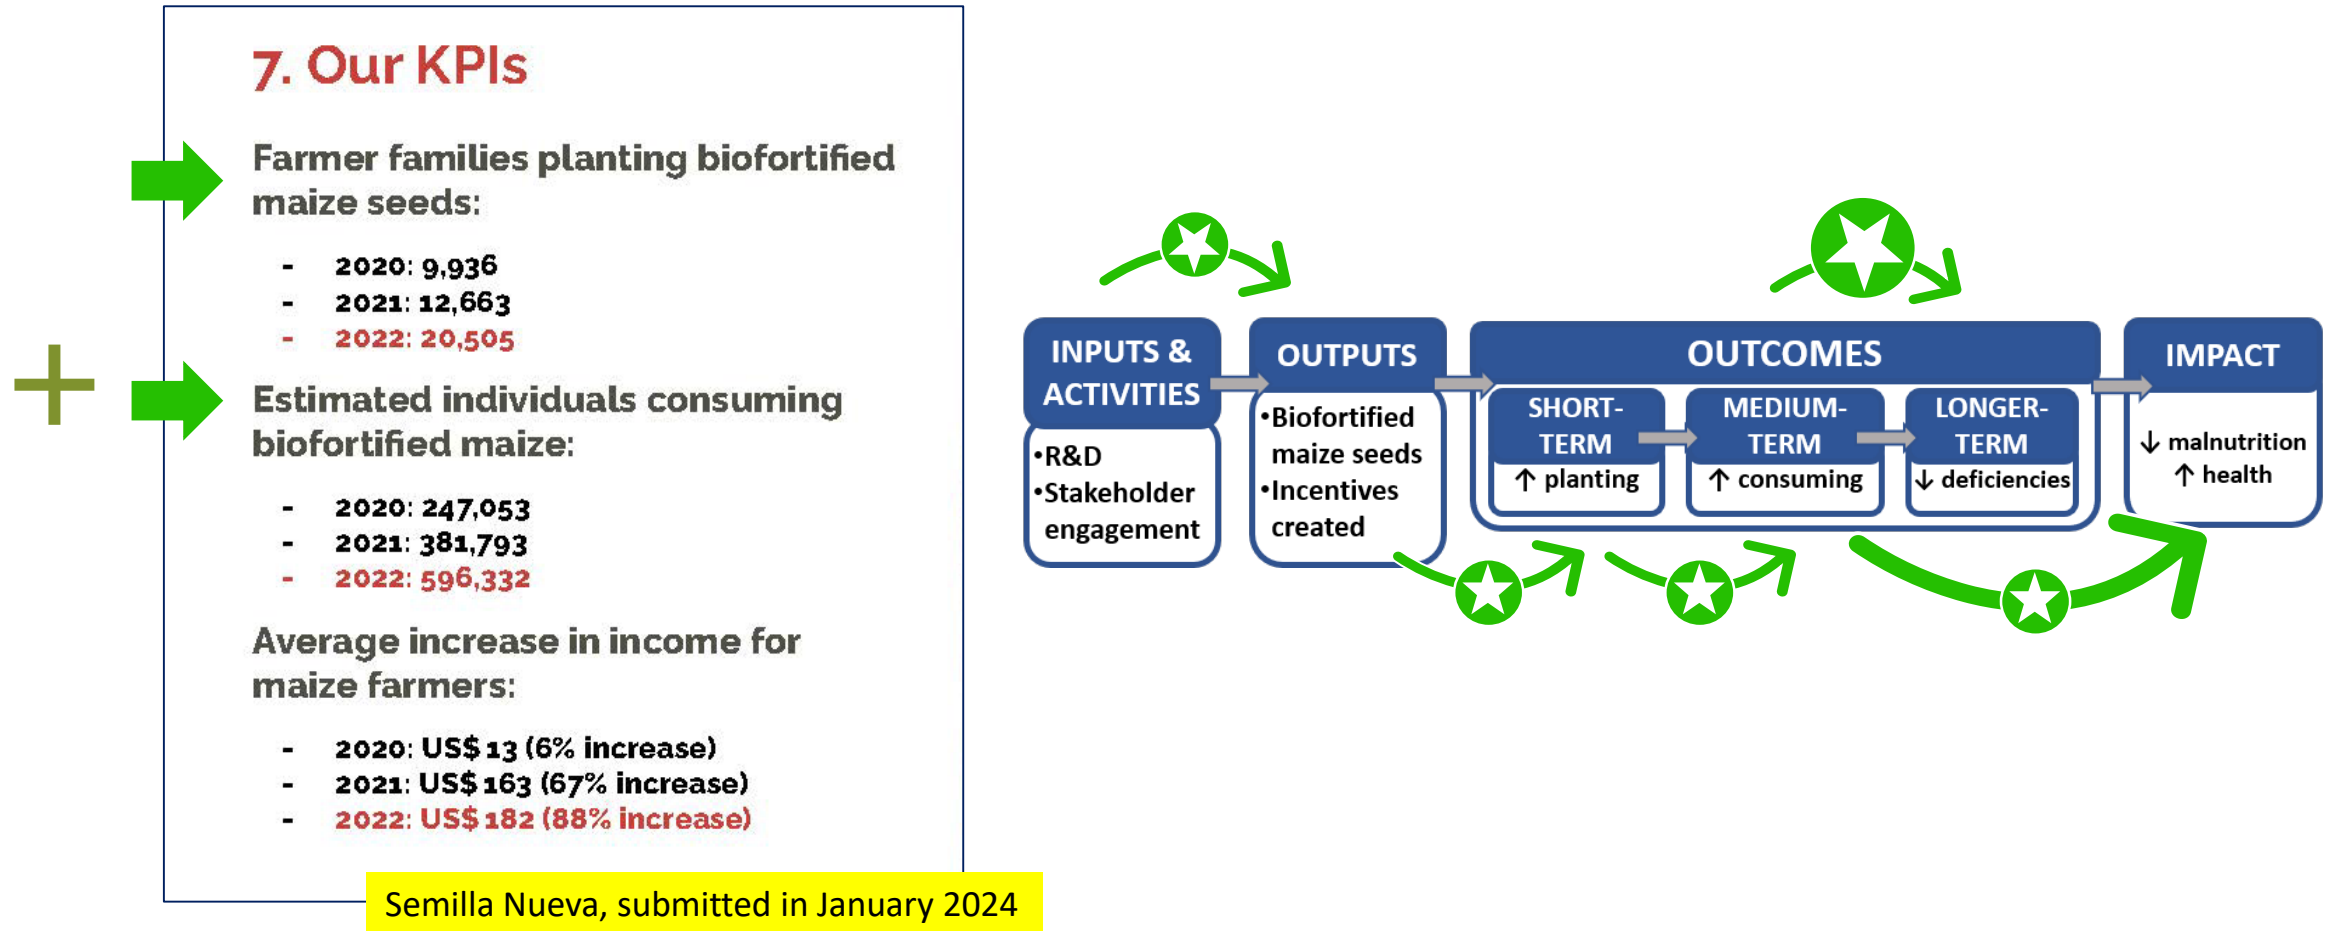 7. Our KPIs
Farmer families planting biofortified
maize seeds:
- 2020: 9,936
- 2021: 12,663
- 2022: 20,505
Estimated individuals consuming
biofortified maize:
- 2020: 247,053
- 2021: 381,793
- 2022: 596,332
Average increase in income for
maize farmers:
- 2020: US$ 13 (6% increase)
- 2021: US$ 163 (67% increase)
- 2022: US$ 182 (88% increase)
Semilla Nueva, submitted in January 2024
INPUTS &
ACTIVITIES
•R&D
•Stakeholder
engagement
OUTPUTS
•Biofortified
maize seeds
•Incentives
created
OUTCOMES
SHORT-
TERM
↑ planting
MEDIUM-
TERM
↑ consuming
LONGER-
TERM
↓ deficiencies
IMPACT
↓ malnutrition
↑ health